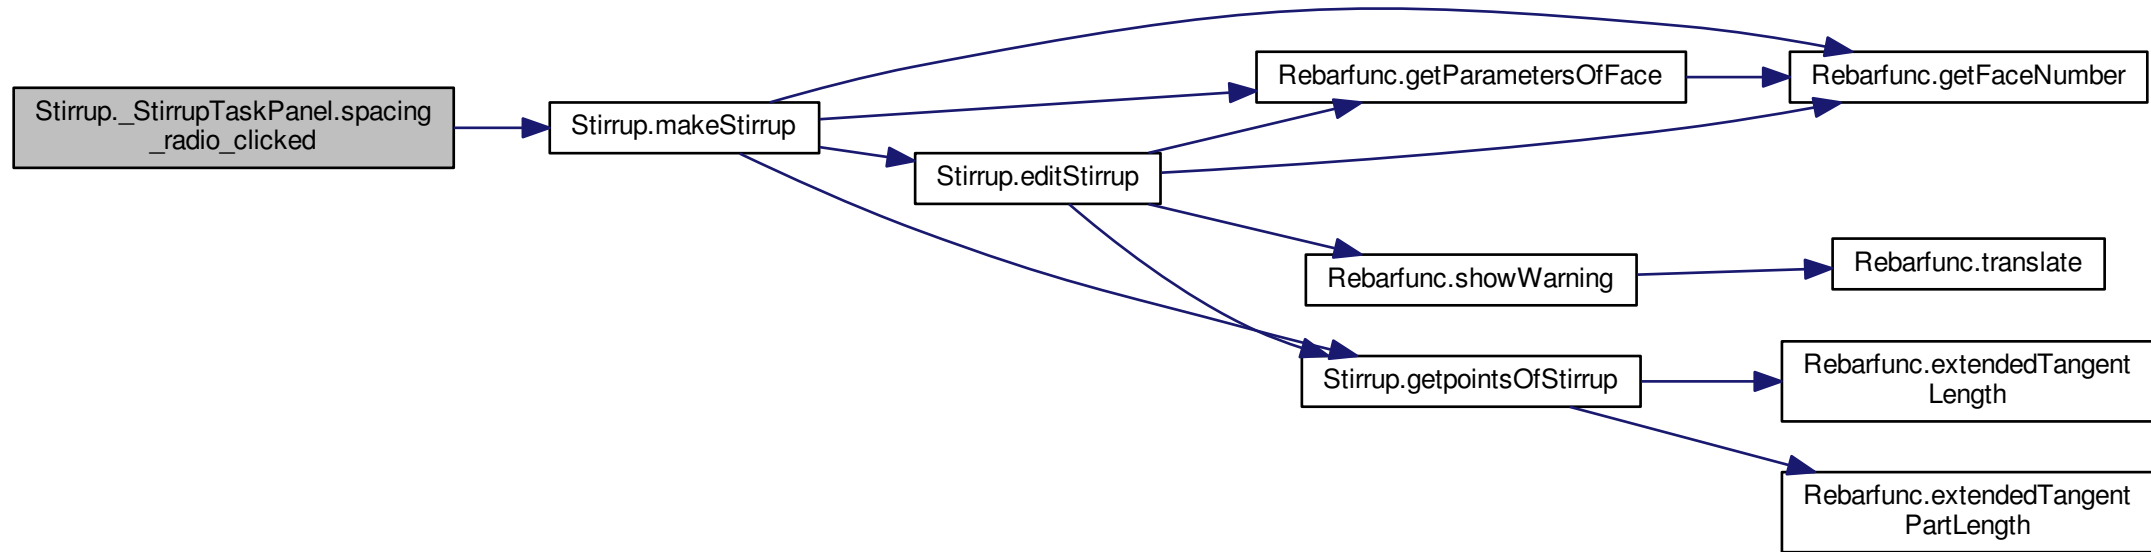 Stirrup._StirrupTaskPanel.spacing
_radio_clicked
Stirrup.makeStirrup
Stirrup.editStirrup
Rebarfunc.getParametersOfFace
Rebarfunc.getFaceNumber
Rebarfunc.showWarning
Rebarfunc.translate
Stirrup.getpointsOfStirrup
Rebarfunc.extendedTangent
Length
Rebarfunc.extendedTangent
PartLength